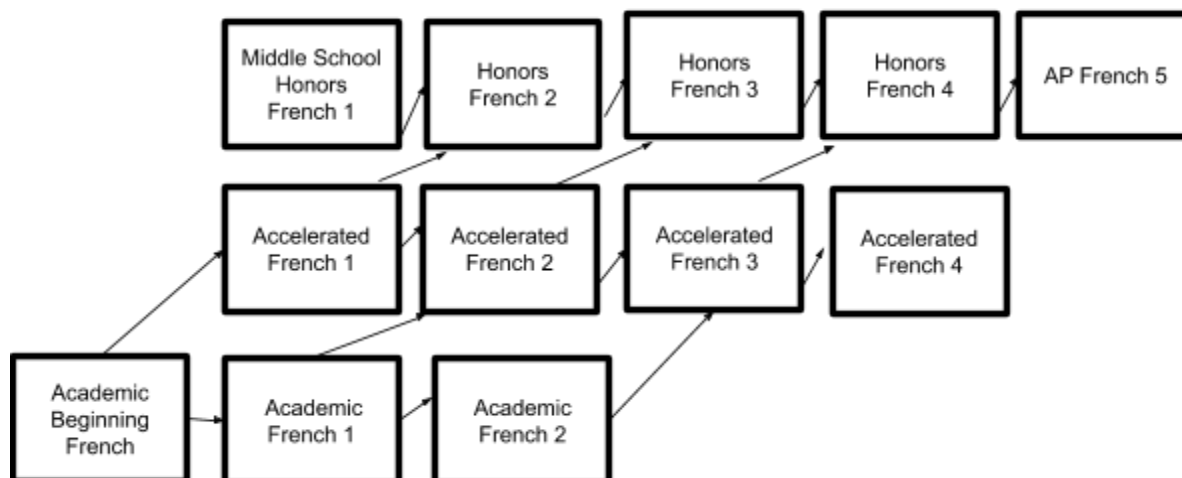 Middle School
Honors
French 1
Honors
French 2
Honors
French 3
Honors
French 4
AP French 5
Accelerated
French 1
Accelerated
French 2
Accelerated
French 3
Accelerated
French 4
Academic
Beginning
French
Academic
French 1
Academic
French 2